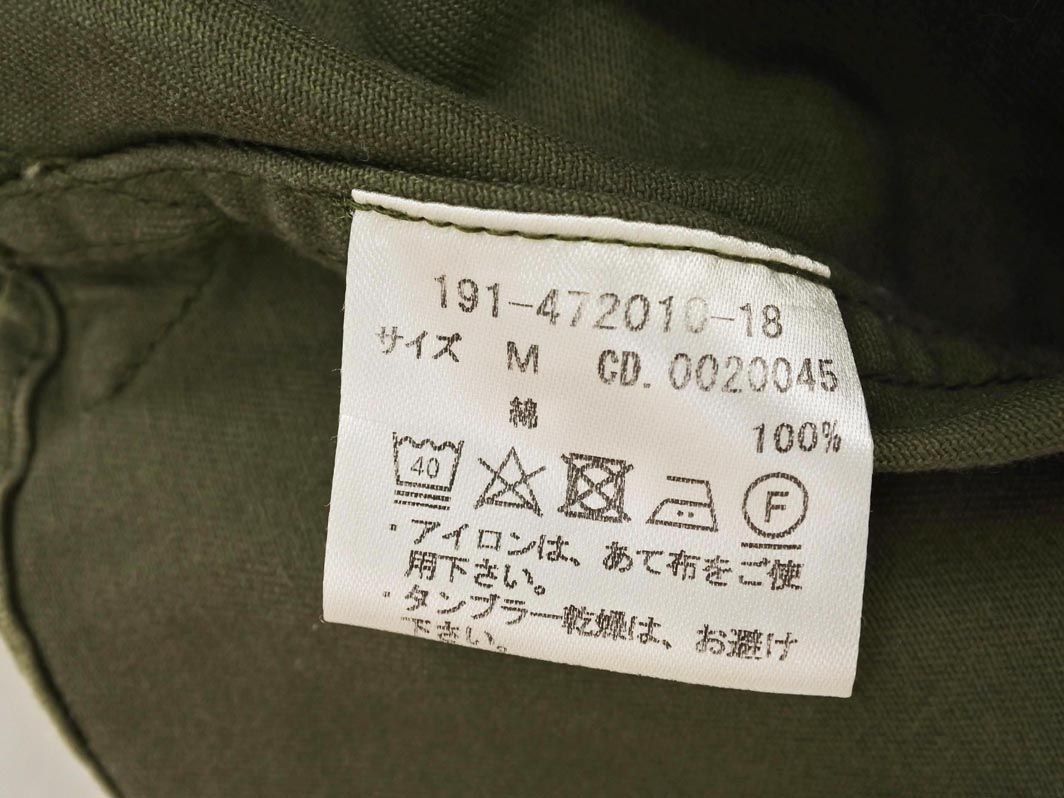 191-472010-18
サイズ M CD. 0020045
綿 100%
40 F
・アイロンは、あて布をご使
用下さい。
・タンブラー乾燥は、お避け
下さい。